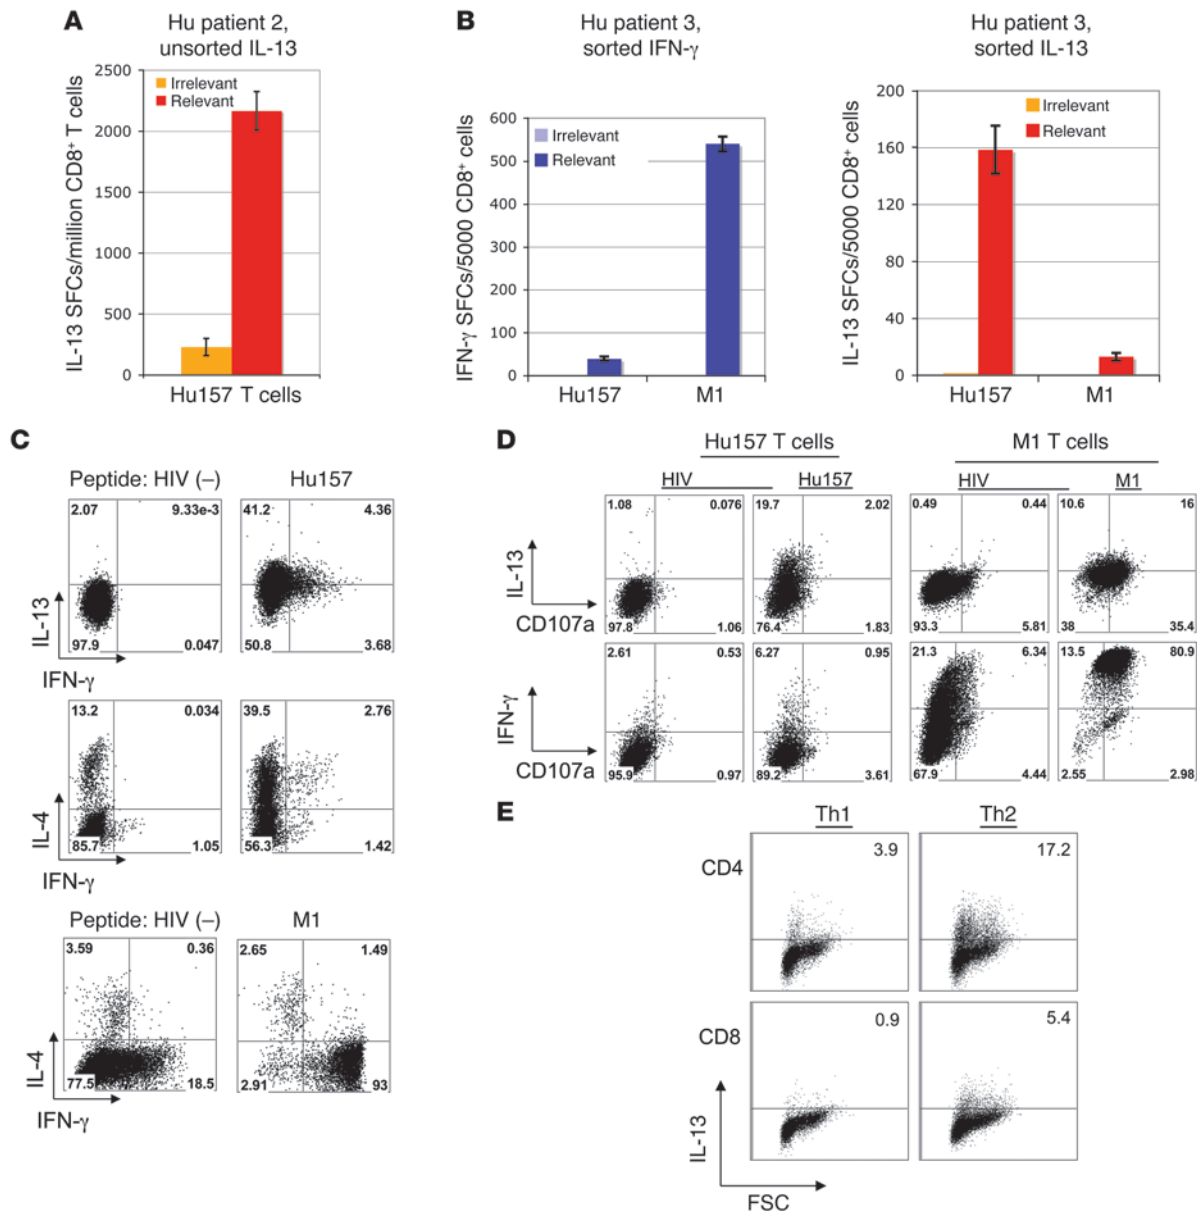 A
Hu patient 2,
unsorted IL-13
IL-13 SFCs/million CD8+ T cells
2500
2000
1500
1000
500
0
Irrelevant
Relevant
Hu157 T cells
B
Hu patient 3,
sorted IFN-γ
IFN-γ SFCs/5000 CD8+ cells
600
500
400
300
200
100
0
Irrelevant
Relevant
Hu157 M1
Hu patient 3,
sorted IL-13
IL-13 SFCs/5000 CD8+ cells
200
160
120
80
40
0
Irrelevant
Relevant
Hu157 M1
C
Peptide: HIV (–) Hu157
2.07 9.33e-3
97.9 0.047
41.2 4.36
50.8 3.68
IL-13
IFN-γ
13.2 0.034
85.7 1.05
39.5 2.76
56.3 1.42
IL-4
IFN-γ
Peptide: HIV (–) M1
3.59 0.36
77.5 18.5
2.65 1.49
2.91 93
IL-4
IFN-γ
D
Hu157 T cells M1 T cells
HIV Hu157 HIV M1
IL-13
CD107a
1.08 0.076
97.8 1.06
19.7 2.02
76.4 1.83
0.49 0.44
93.3 5.81
10.6 16
38 35.4
IFN-γ
CD107a
2.61 0.53
95.9 0.97
6.27 0.95
89.2 3.61
21.3 6.34
67.9 4.44
13.5 80.9
2.55 2.98
E
Th1 Th2
CD4
3.9 17.2
CD8
0.9 5.4
IL-13
FSC